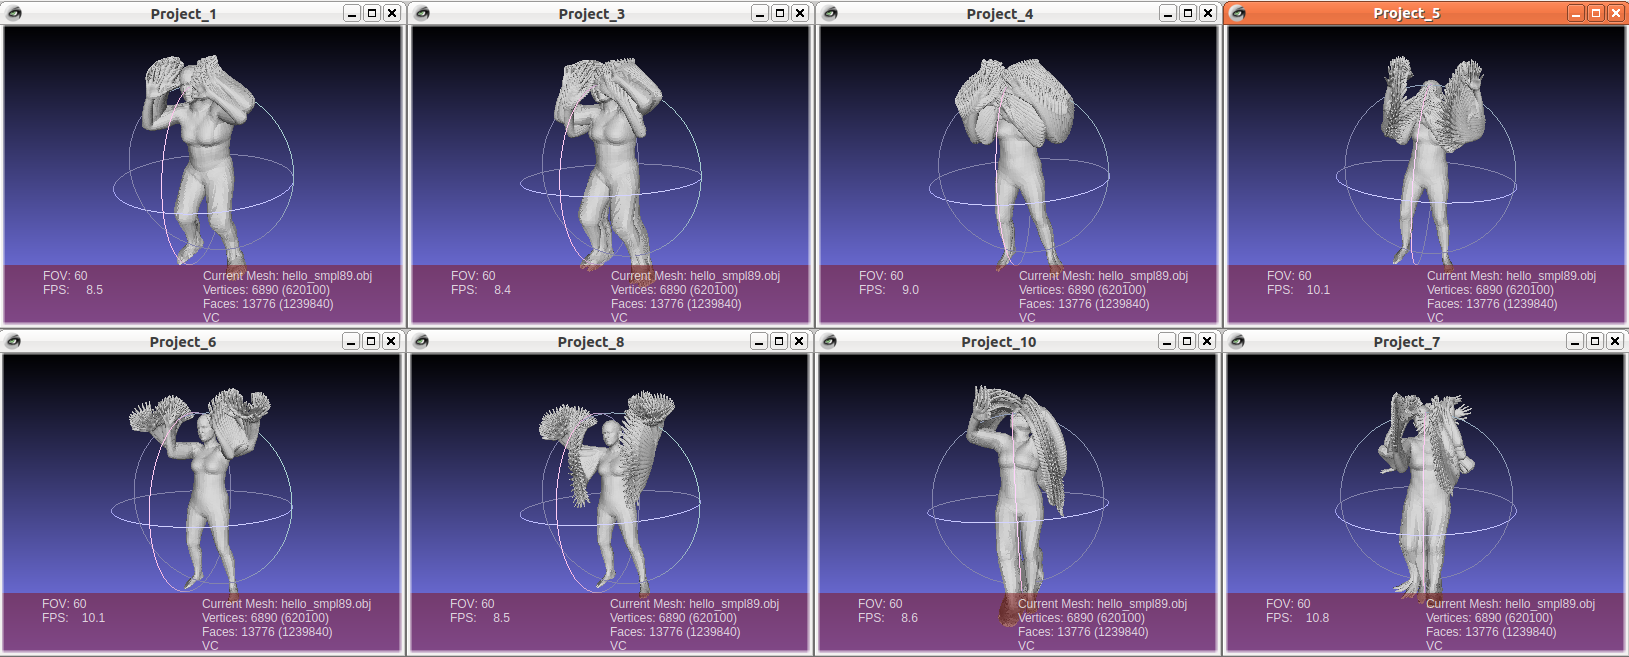 Project_1
FOV: 60
FPS: 8.5
Current Mesh: hello_smpl89.obj
Vertices: 6890 (620100)
Faces: 13776 (1239840)
VC
Project_3
FOV: 60
FPS: 8.4
Current Mesh: hello_smpl89.obj
Vertices: 6890 (620100)
Faces: 13776 (1239840)
VC
Project_4
FOV: 60
FPS: 9.0
Current Mesh: hello_smpl89.obj
Vertices: 6890 (620100)
Faces: 13776 (1239840)
VC
Project_5
FOV: 60
FPS: 10.1
Current Mesh: hello_smpl89.obj
Vertices: 6890 (620100)
Faces: 13776 (1239840)
VC
Project_6
FOV: 60
FPS: 10.1
Current Mesh: hello_smpl89.obj
Vertices: 6890 (620100)
Faces: 13776 (1239840)
VC
Project_8
FOV: 60
FPS: 8.5
Current Mesh: hello_smpl89.obj
Vertices: 6890 (620100)
Faces: 13776 (1239840)
VC
Project_10
FOV: 60
FPS: 8.6
Current Mesh: hello_smpl89.obj
Vertices: 6890 (620100)
Faces: 13776 (1239840)
VC
Project_7
FOV: 60
FPS: 10.8
Current Mesh: hello_smpl89.obj
Vertices: 6890 (620100)
Faces: 13776 (1239840)
VC